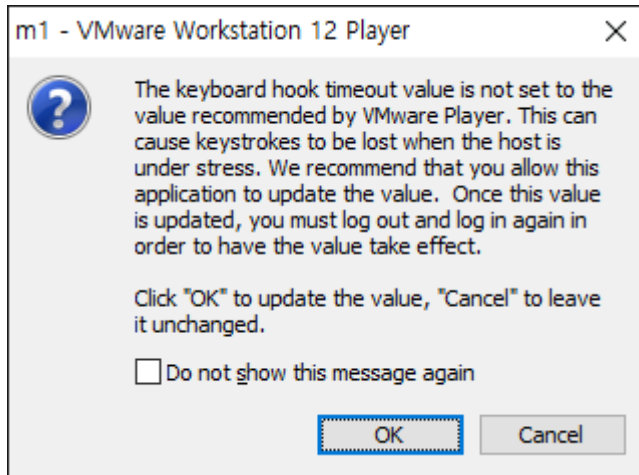 m1 - VMware Workstation 12 Player
The keyboard hook timeout value is not set to the
value recommended by VMware Player. This can
cause keystrokes to be lost when the host is
under stress. We recommend that you allow this
application to update the value. Once this value
is updated, you must log out and log in again in
order to have the value take effect.
Click "OK" to update the value, "Cancel" to leave
it unchanged.
Do not show this message again
OK
Cancel